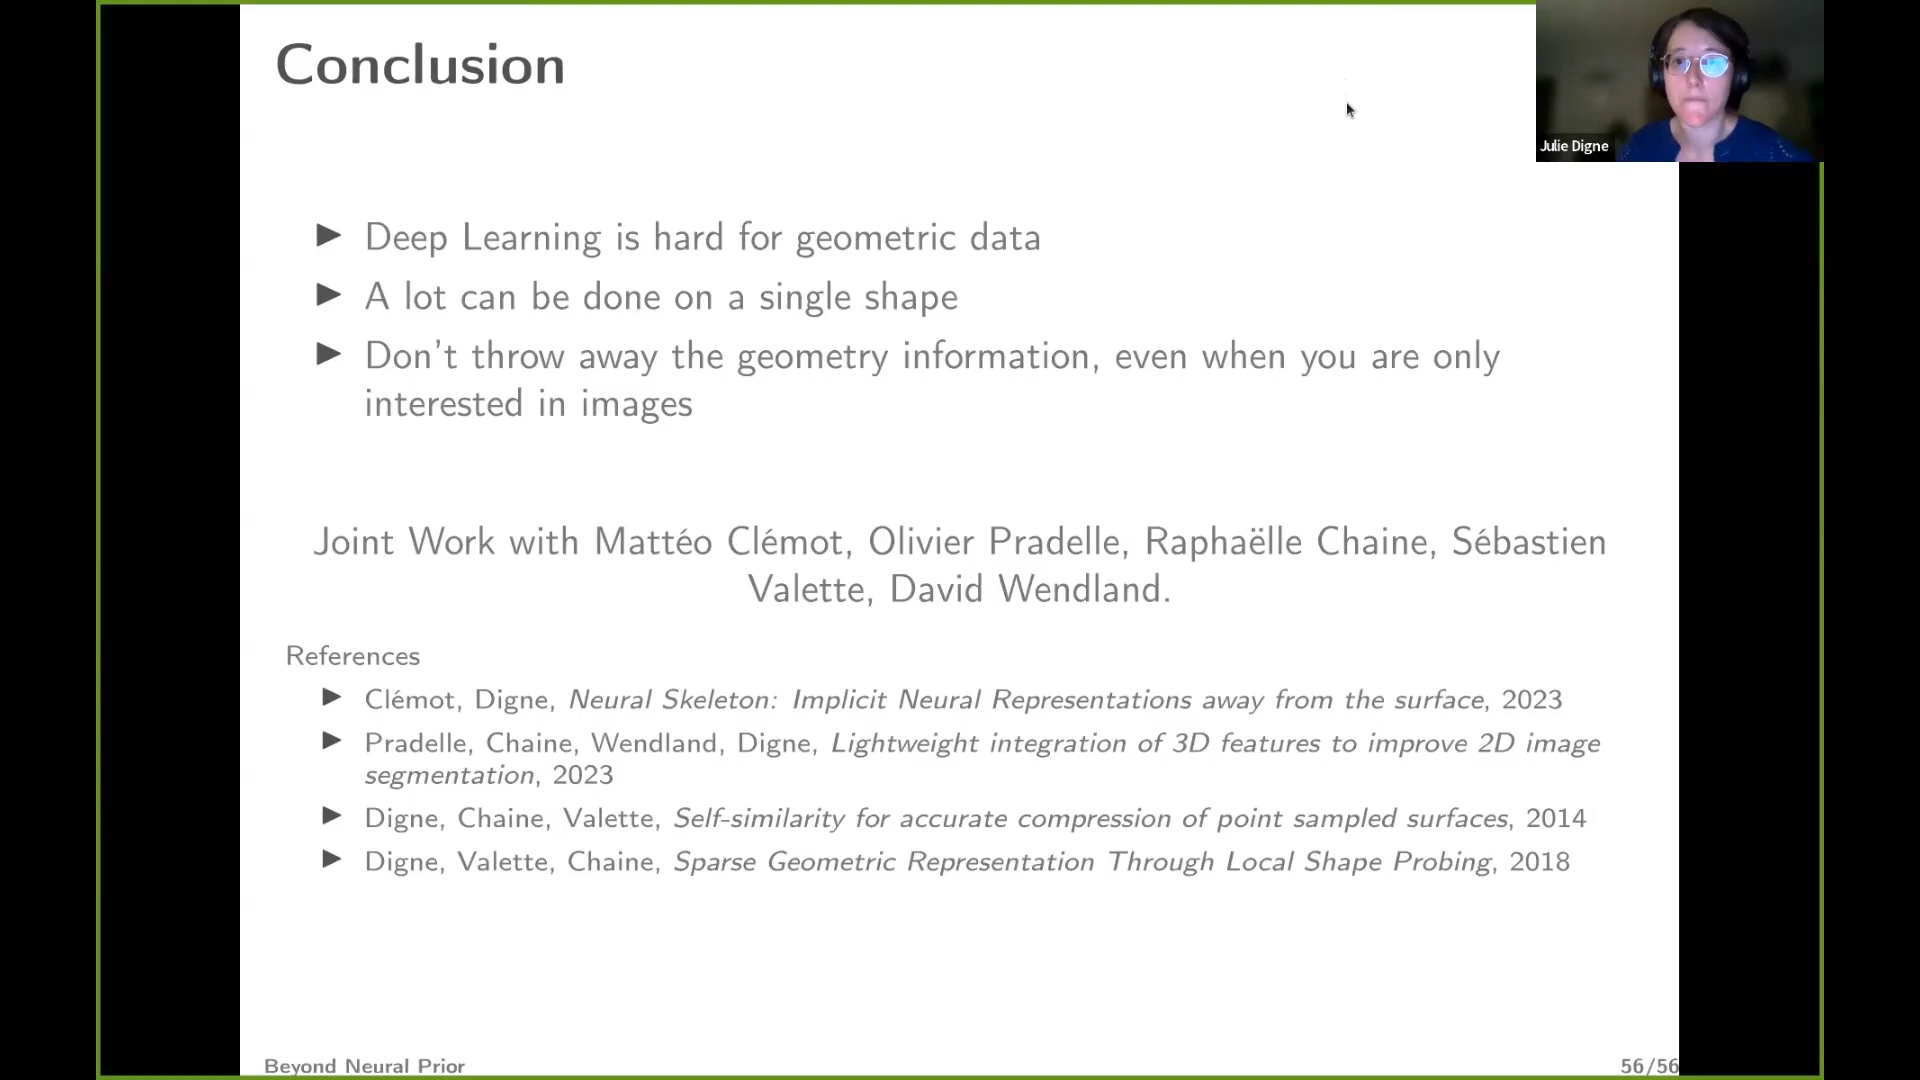 Conclusion
Julie Digne
▶ Deep Learning is hard for geometric data
▶ A lot can be done on a single shape
▶ Don't throw away the geometry information, even when you are only
interested in images
Joint Work with Mattéo Clémot, Olivier Pradelle, Raphaëlle Chaine, Sébastien
Valette, David Wendland.
References
▶ Clémot, Digne, Neural Skeleton: Implicit Neural Representations away from the surface, 2023
▶ Pradelle, Chaine, Wendland, Digne, Lightweight integration of 3D features to improve 2D image
segmentation, 2023
▶ Digne, Chaine, Valette, Self-similarity for accurate compression of point sampled surfaces, 2014
▶ Digne, Valette, Chaine, Sparse Geometric Representation Through Local Shape Probing, 2018
Beyond Neural Prior
56/56